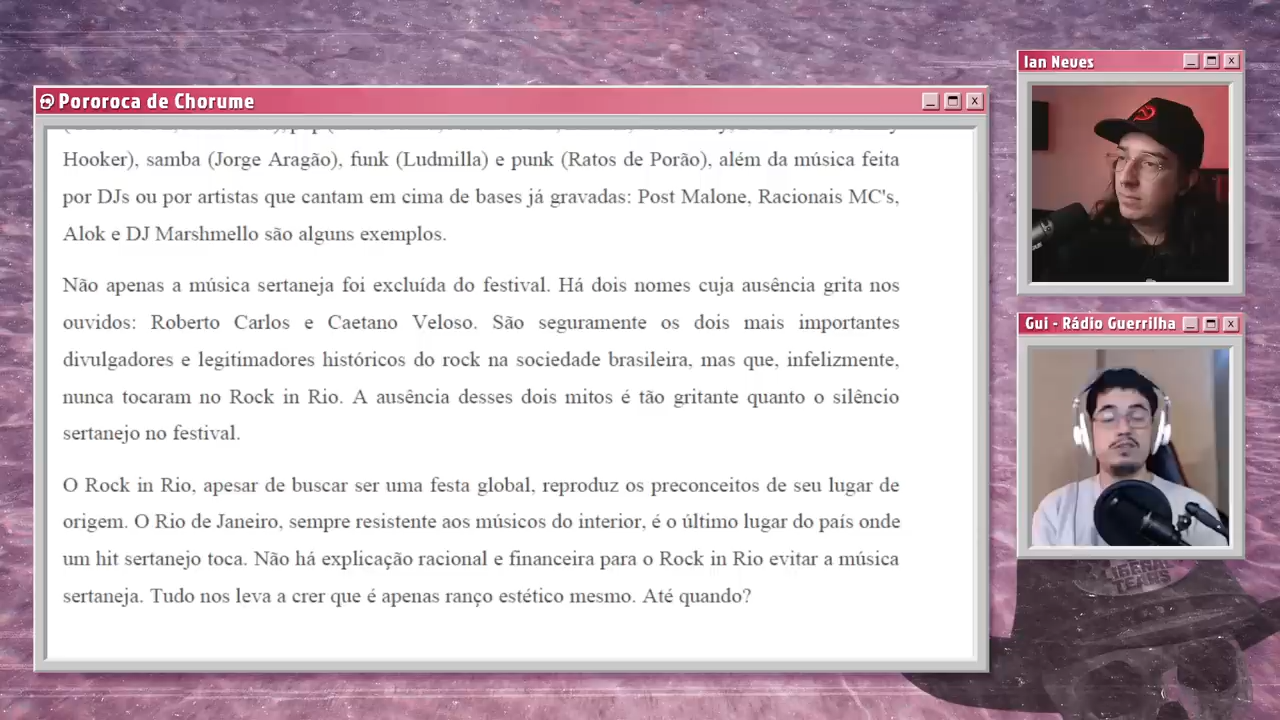 Pororoca de Chorume
Hooker), samba (Jorge Aragão), funk (Ludmilla) e punk (Ratos de Porão), além da música feita
por DJs ou por artistas que cantam em cima de bases já gravadas: Post Malone, Racionais MC's,
Alok e DJ Marshmello são alguns exemplos.
Não apenas a música sertaneja foi excluída do festival. Há dois nomes cuja ausência grita nos
ouvidos: Roberto Carlos e Caetano Veloso. São seguramente os dois mais importantes
divulgadores e legitimadores históricos do rock na sociedade brasileira, mas que, infelizmente,
nunca tocaram no Rock in Rio. A ausência desses dois mitos é tão gritante quanto o silêncio
sertanejo no festival.
O Rock in Rio, apesar de buscar ser uma festa global, reproduz os preconceitos de seu lugar de
origem. O Rio de Janeiro, sempre resistente aos músicos do interior, é o último lugar do país onde
um hit sertanejo toca. Não há explicação racional e financeira para o Rock in Rio evitar a música
sertaneja. Tudo nos leva a crer que é apenas ranço estético mesmo. Até quando?
Ian Neves
Gui - Rádio Guerrilha
LIBERAL
TEARS